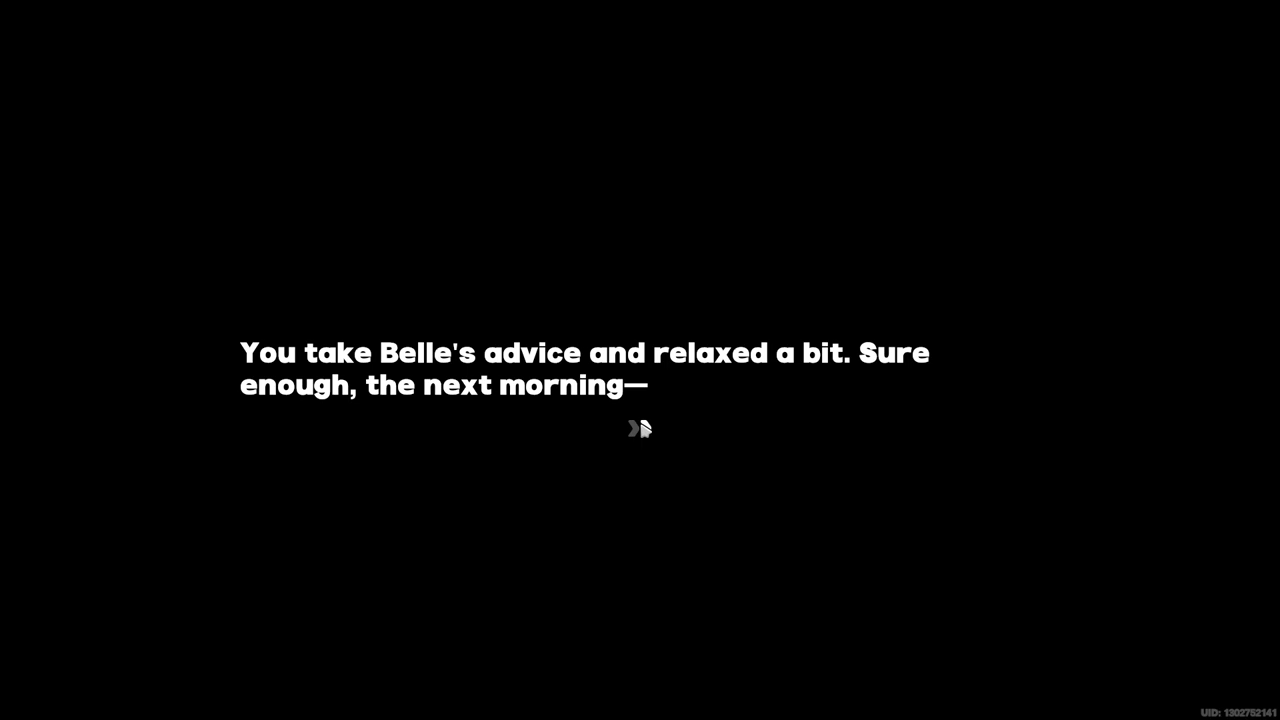 You take Belle's advice and relaxed a bit. Sure
enough, the next morning—
UID: 1302752141